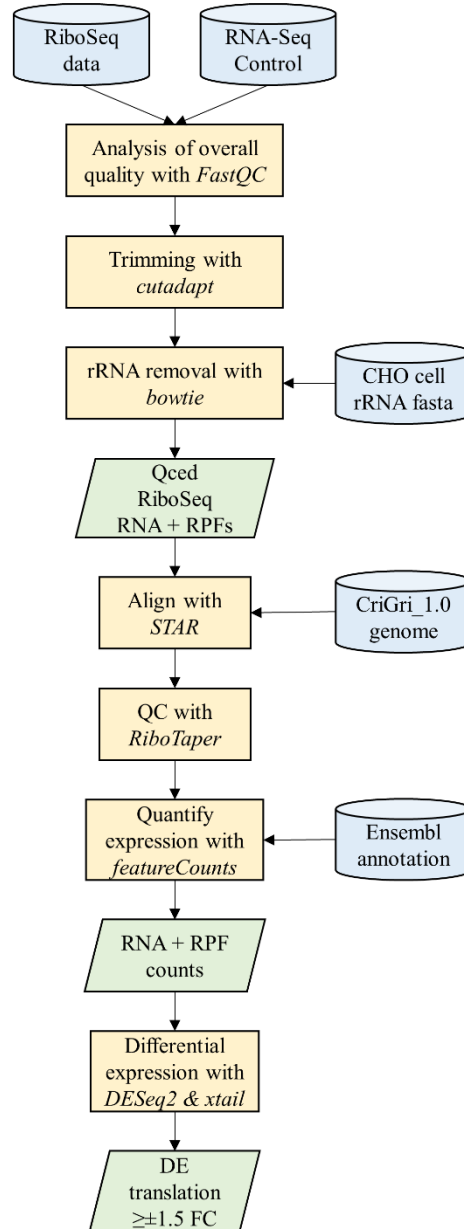 RiboSeq
data
RNA-Seq
Control
Analysis of overall
quality with FastQC
Trimming with
cutadapt
rRNA removal with
bowtie
CHO cell
rRNA fasta
Qced
RiboSeq
RNA + RPFs
Align with
STAR
CriGri_1.0
genome
QC with
RiboTaper
Quantify
expression with
featureCounts
Ensembl
annotation
RNA + RPF
counts
Differential
expression with
DESeq2 & xtail
DE
translation
≥±1.5 FC